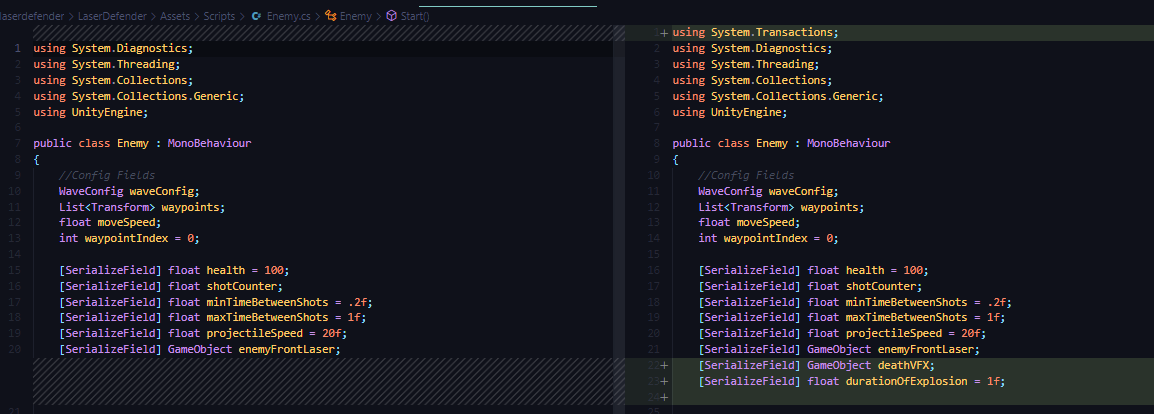 laserdefender > LaserDefender > Assets > Scripts > Enemy.cs > Enemy > Start()
1 using System.Diagnostics;
2 using System.Threading;
3 using System.Collections;
4 using System.Collections.Generic;
5 using UnityEngine;
6
7 public class Enemy : MonoBehaviour
8 {
9 //Config Fields
10 WaveConfig waveConfig;
11 List<Transform> waypoints;
12 float moveSpeed;
13 int waypointIndex = 0;
14
15 [SerializeField] float health = 100;
16 [SerializeField] float shotCounter;
17 [SerializeField] float minTimeBetweenShots = .2f;
18 [SerializeField] float maxTimeBetweenShots = 1f;
19 [SerializeField] float projectileSpeed = 20f;
20 [SerializeField] GameObject enemyFrontLaser;
21
1+ using System.Transactions;
2 using System.Diagnostics;
3 using System.Threading;
4 using System.Collections;
5 using System.Collections.Generic;
6 using UnityEngine;
7
8 public class Enemy : MonoBehaviour
9 {
10 //Config Fields
11 WaveConfig waveConfig;
12 List<Transform> waypoints;
13 float moveSpeed;
14 int waypointIndex = 0;
15
16 [SerializeField] float health = 100;
17 [SerializeField] float shotCounter;
18 [SerializeField] float minTimeBetweenShots = .2f;
19 [SerializeField] float maxTimeBetweenShots = 1f;
20 [SerializeField] float projectileSpeed = 20f;
21 [SerializeField] GameObject enemyFrontLaser;
22+ [SerializeField] GameObject deathVFX;
23+ [SerializeField] float durationOfExplosion = 1f;
24+
25